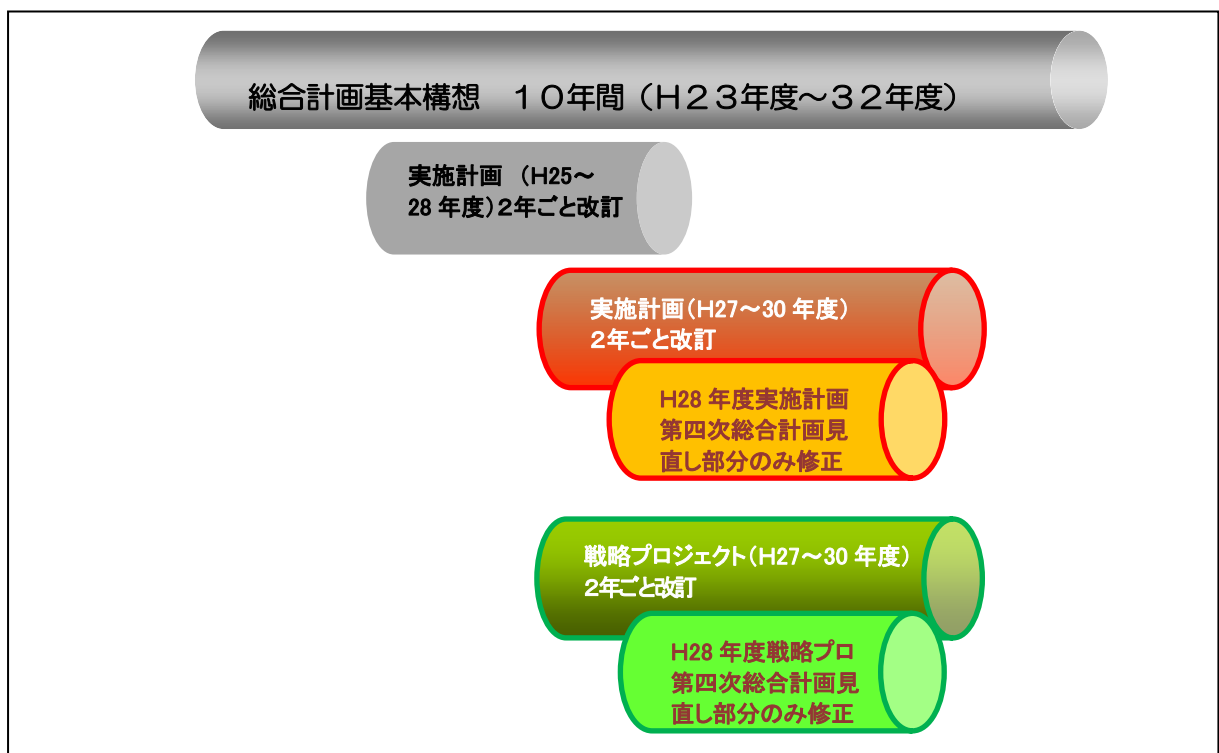 総合計画基本構想　１０年間（Ｈ２３年度～３２年度）
実施計画　（H25～
28 年度）２年ごと改訂
実施計画（H27～30 年度）
２年ごと改訂
H28 年度実施計画
第四次総合計画見
直し部分のみ修正
戦略プロジェクト（H27～30 年度）
２年ごと改訂
H28 年度戦略プロ
第四次総合計画見
直し部分のみ修正